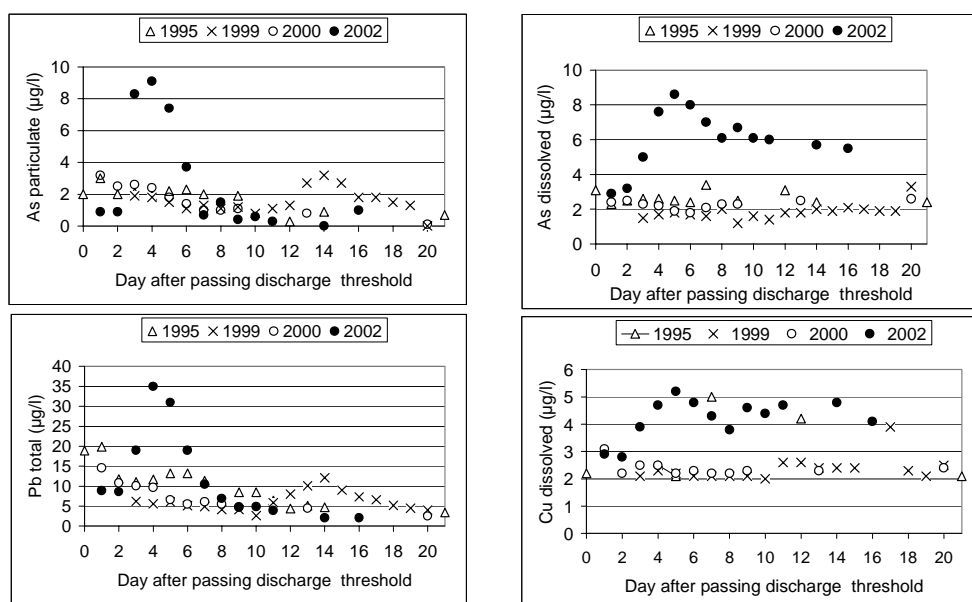 1995 1999 2000 2002
As particulate (µg/l)
10
8
6
4
2
0
0 2 4 6 8 10 12 14 16 18 20
Day after passing discharge threshold
1995 1999 2000 2002
As dissolved (µg/l)
10
8
6
4
2
0
0 2 4 6 8 10 12 14 16 18 20
Day after passing discharge threshold
1995 1999 2000 2002
Pb total (µg/l)
40
35
30
25
20
15
10
5
0
0 2 4 6 8 10 12 14 16 18 20
Day after passing discharge threshold
1995 1999 2000 2002
Cu dissolved (µg/l)
6
5
4
3
2
1
0
0 2 4 6 8 10 12 14 16 18 20
Day after passing discharge threshold